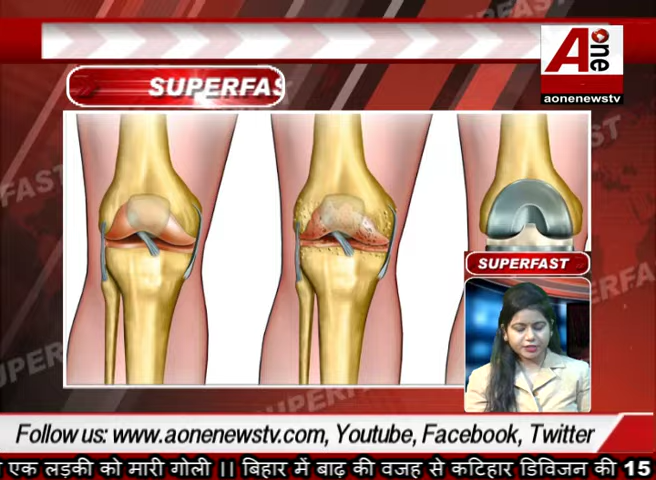 A one
aonenewstv
SUPERFAS
SUPERFAST
Follow us: www.aonenewstv.com, Youtube, Facebook, Twitter
एक लड़की को मारी गोली || बिहार में बाढ़ की वजह से कटिहार डिविजन की 15